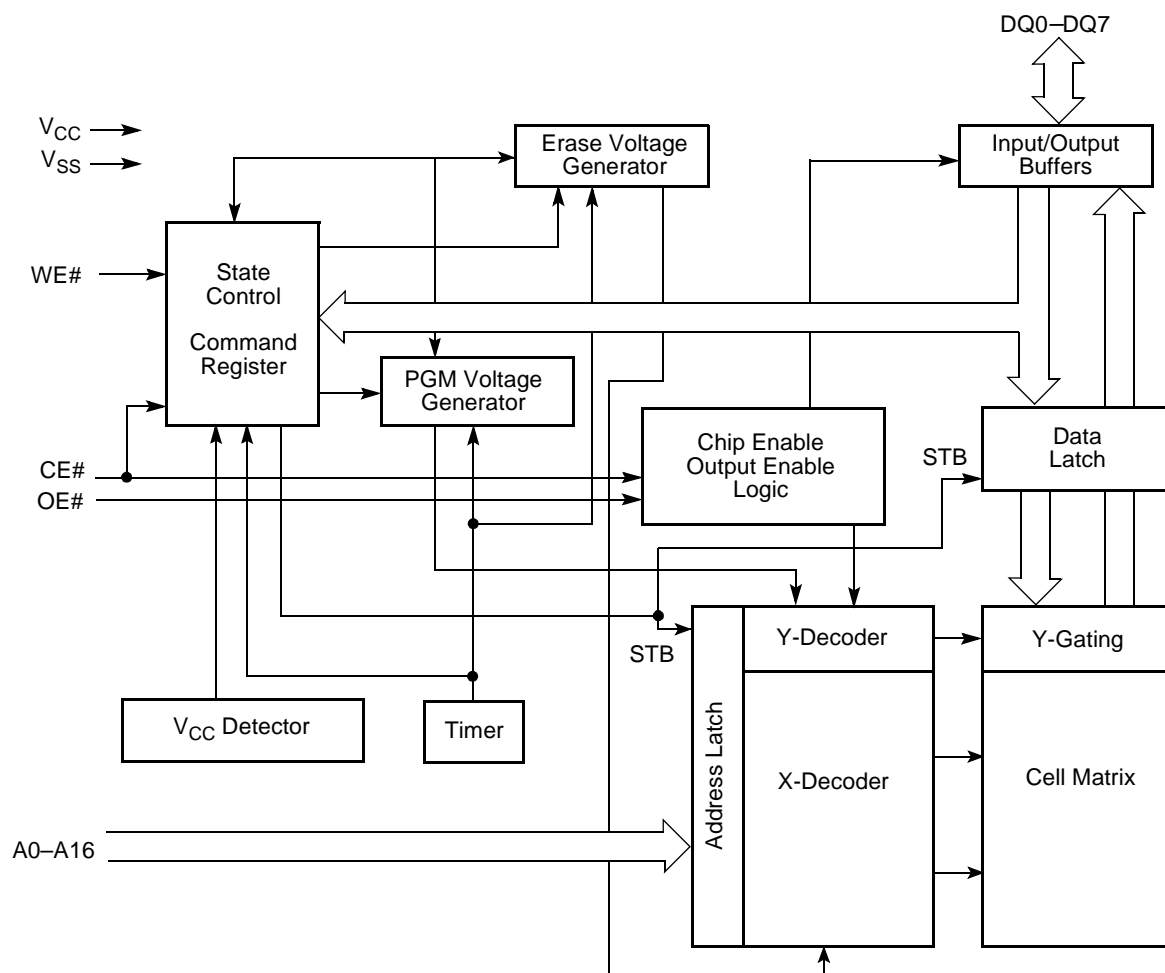 DQ0–DQ7
VCC
VSS
Erase Voltage
Generator
Input/Output
Buffers
WE#
State
Control
Command
Register
PGM Voltage
Generator
Chip Enable
Output Enable
Logic
Data
Latch
STB
CE#
OE#
STB
Address Latch
Y-Decoder
Y-Gating
VCC Detector
Timer
X-Decoder
Cell Matrix
A0–A16